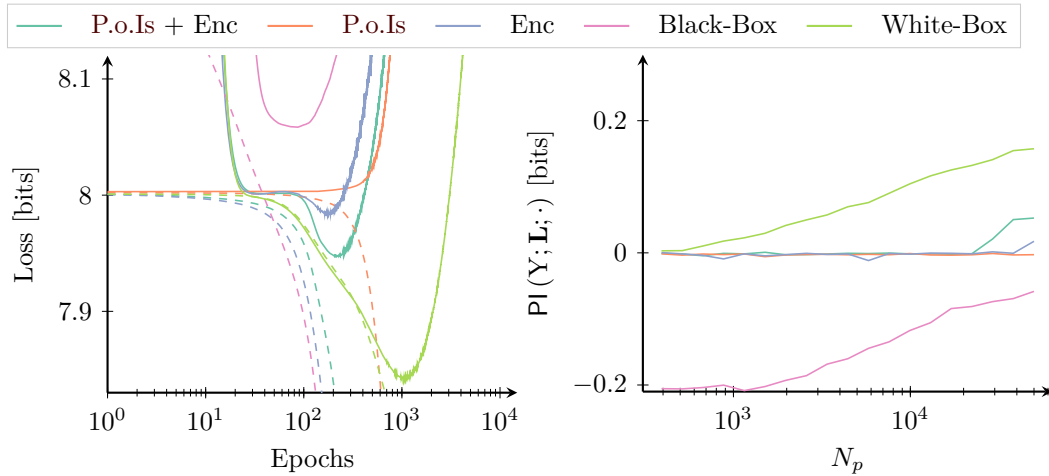 P.o.Is + Enc P.o.Is Enc Black-Box White-Box
8.1
8
7.9
Loss [bits]
10^0 10^1 10^2 10^3 10^4
Epochs
0.2
0
−0.2
PI (Y; L; ·) [bits]
10^3 10^4
N_p